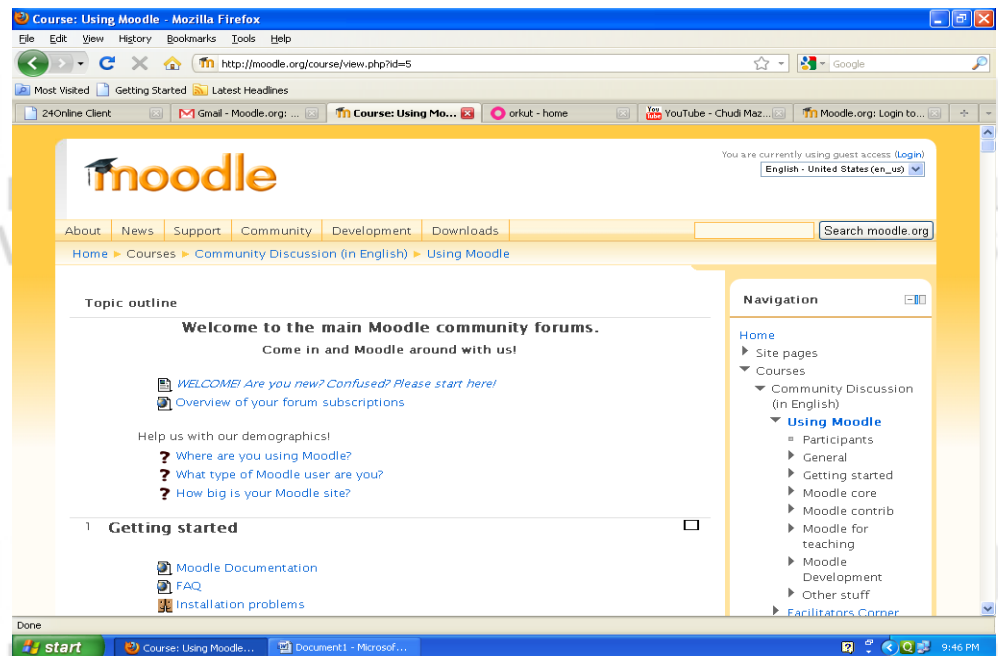 Course: Using Moodle - Mozilla Firefox
File Edit View History Bookmarks Tools Help
http://moodle.org/course/view.php?id=5
Google
Most Visited Getting Started Latest Headlines
24Online Client
Gmail - Moodle.org: ...
Course: Using Mo...
orkut - home
You Tube
YouTube - Chudi Maz...
Moodle.org: Login to...
moodle
You are currently using guest access (Login)
English - United States (en_us)
About News Support Community Development Downloads
Search moodle.org
Home ► Courses ► Community Discussion (in English) ► Using Moodle
Topic outline
Welcome to the main Moodle community forums.
Come in and Moodle around with us!
WELCOME! Are you new? Confused? Please start here!
Overview of your forum subscriptions
Help us with our demographics!
? Where are you using Moodle?
? What type of Moodle user are you?
? How big is your Moodle site?
1 Getting started
Moodle Documentation
FAQ
Installation problems
Navigation
Home
Site pages
Courses
Community Discussion
(in English)
Using Moodle
Participants
General
Getting started
Moodle core
Moodle contrib
Moodle for
teaching
Moodle
Development
Other stuff
Facilitators Corner
Done
start
Course: Using Moodle...
Document1 - Microsof...
9:46 PM